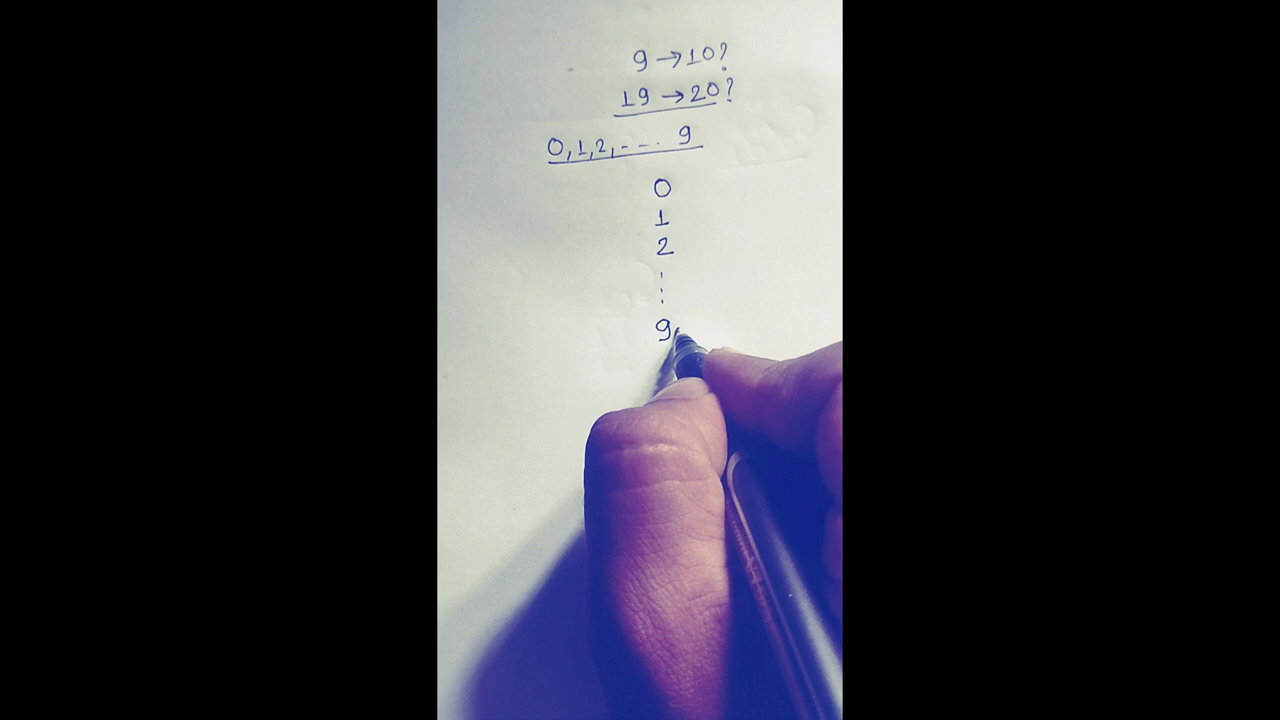 9 → 10?
19 → 20?
0, 1, 2, - - . . 9
0
1
2
⋮
9